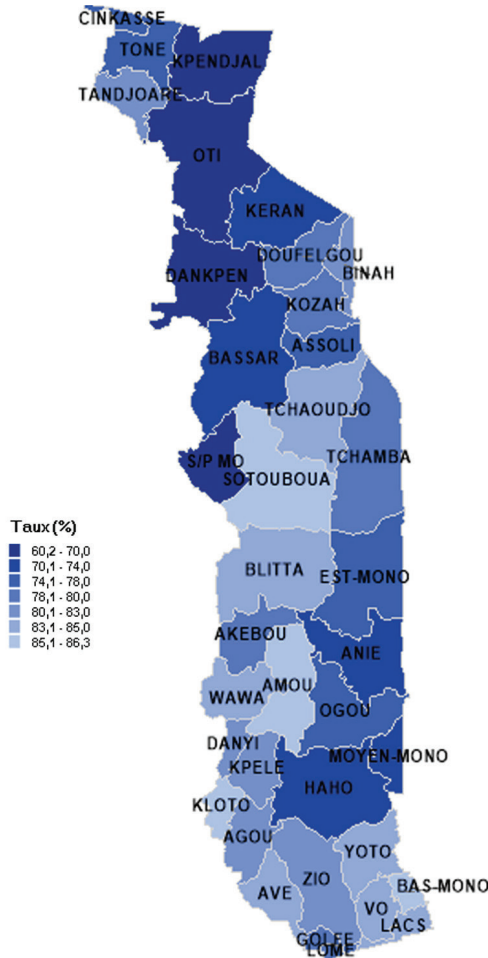 CINKASSE
TONE
KPENDJAL
TANDJOARE
OTI
KERAN
DOUFELGOU
DANKPEN
BINAH
KOZAH
ASSOLI
BASSAR
TCHAOUDJO
TCHAMBA
S/P MO
SOTOUBOUA
Taux (%)
60,2 - 70,0
70,1 - 74,0
74,1 - 78,0
78,1 - 80,0
80,1 - 83,0
83,1 - 85,0
85,1 - 86,3
BLITTA
EST-MONO
AKEBOU
ANIE
AMOU
WAWA
OGOU
DANYI
MOYEN-MONO
KPELE
HAHO
KLOTO
AGOU
YOTO
ZIO
BAS-MONO
AVE
VO
LACS
GOLFE
LOME